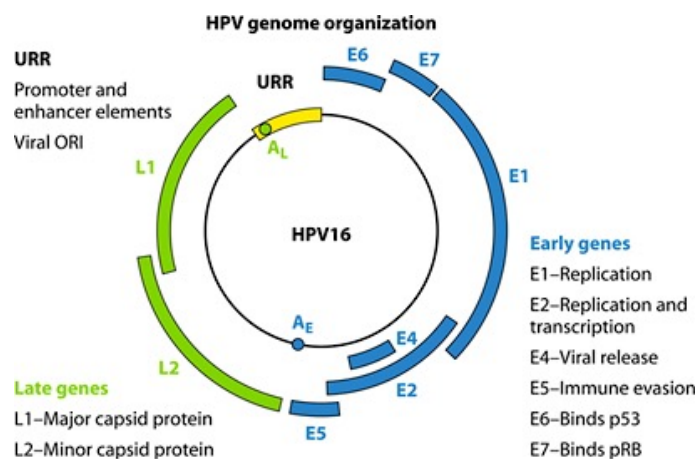 HPV genome organization
URR
Promoter and
enhancer elements
Viral ORI
URR
E6
E7
A_L
L1
E1
HPV16
Early genes
E1–Replication
E2–Replication and
transcription
E4–Viral release
E5–Immune evasion
E6–Binds p53
E7–Binds pRB
A_E
E4
L2
E2
E5
Late genes
L1–Major capsid protein
L2–Minor capsid protein